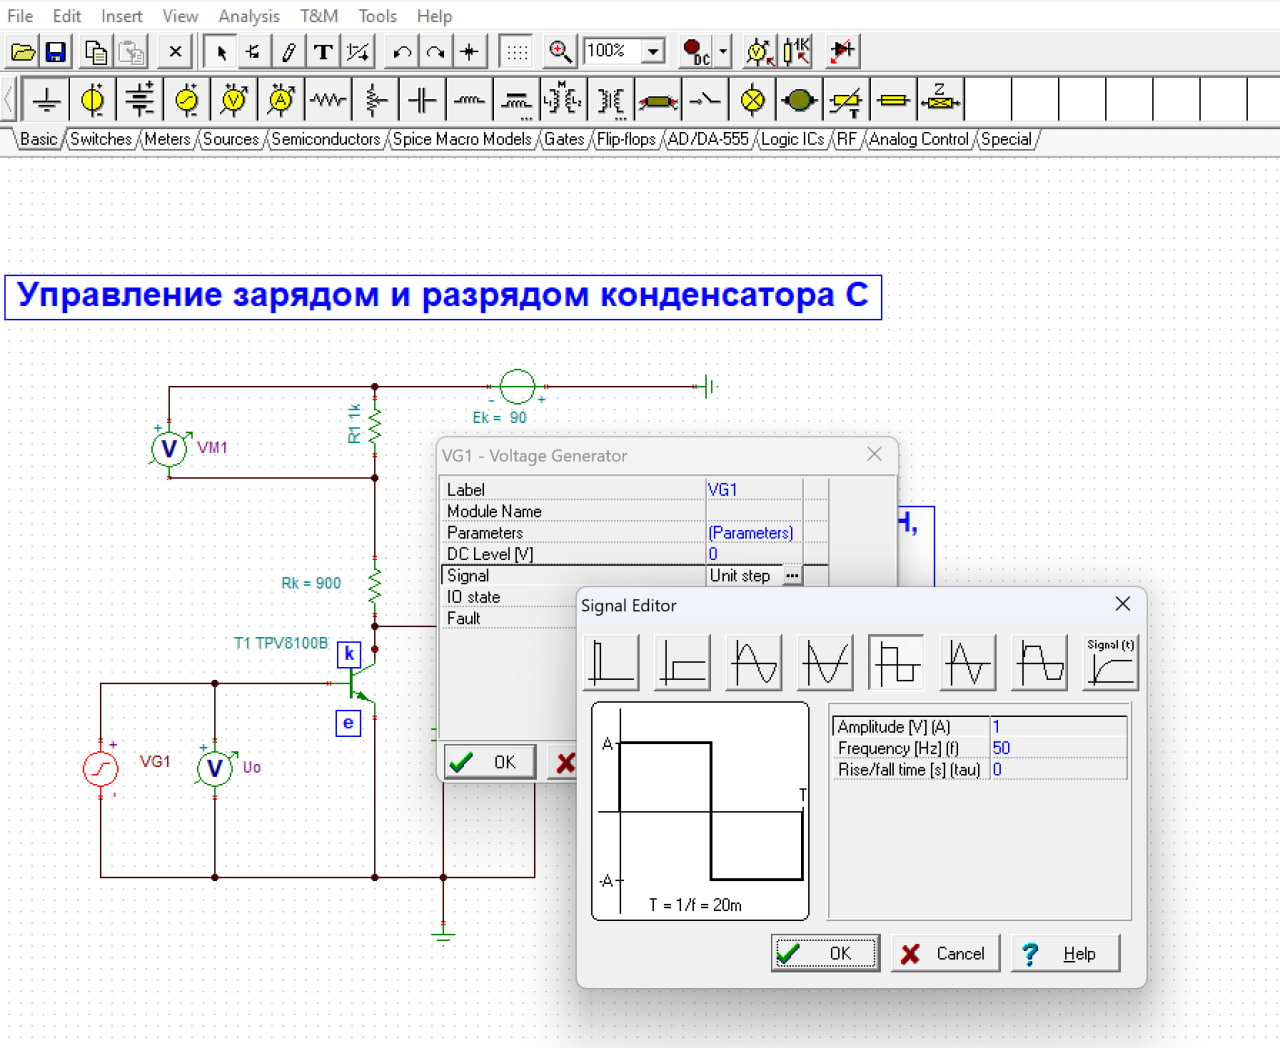 File Edit Insert View Analysis T&M Tools Help
100% DC 1K
M L1 L2 Z
Basic Switches Meters Sources Semiconductors Spice Macro Models Gates Flip-flops AD/DA-555 Logic ICs RF Analog Control Special
Управление зарядом и разрядом конденсатора С
R1 1k
- +
Ek = 90
+
V VM1
Rk = 900
T1 TPV8100B
k
e
+
VG1
+
V Uo
Н,
VG1 - Voltage Generator
Label VG1
Module Name
Parameters (Parameters)
DC Level [V] 0
Signal Unit step ...
IO state
Fault
OK
Signal Editor
Signal (t)
A
T
-A
T = 1/f = 20m
Amplitude [V] (A) 1
Frequency [Hz] (f) 50
Rise/fall time [s] (tau) 0
OK Cancel ? Help